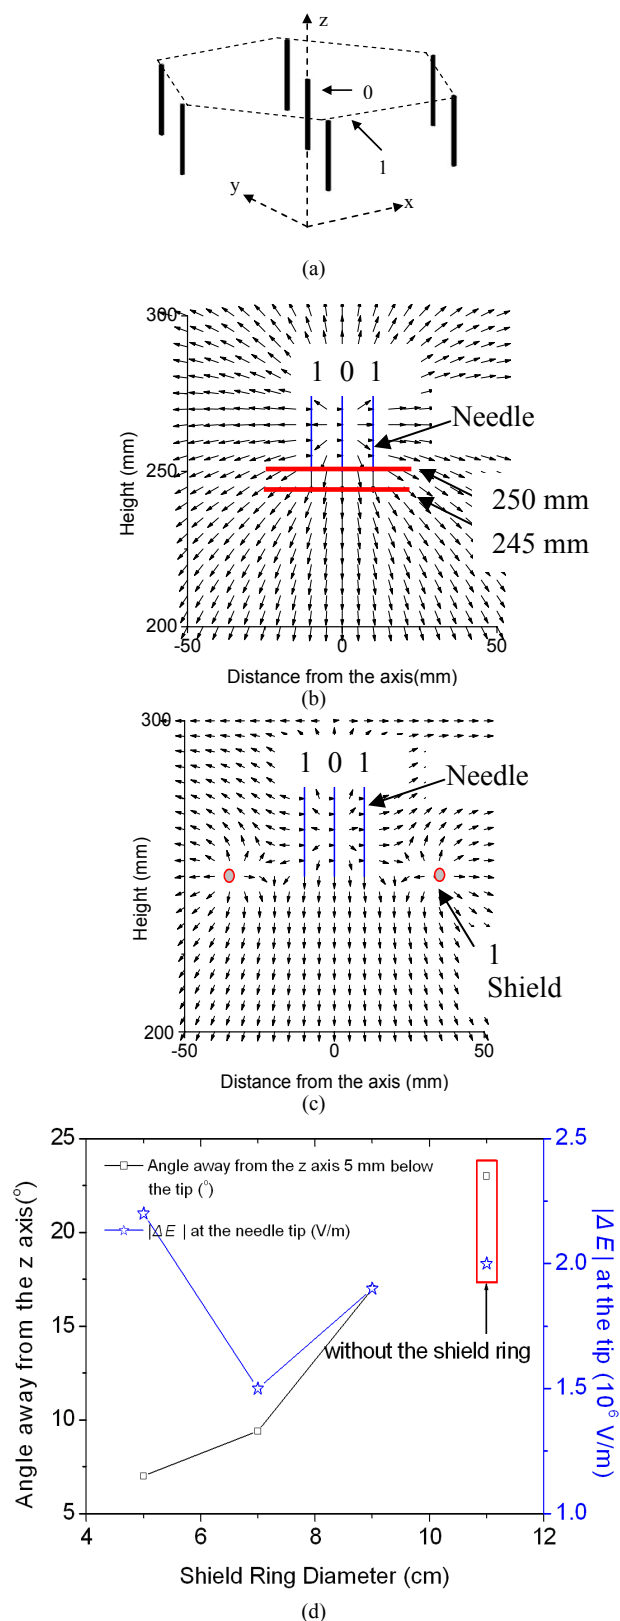 z
0
1
y
x
(a)
300
1 0 1
Needle
250
250 mm
245 mm
200
-50 0 50
Height (mm)
Distance from the axis(mm)
(b)
300
1 0 1
Needle
(mm)
1
Shield
200
-50 0 50
Height
Distance from the axis (mm)
(c)
25 2.5
Angle away from the z axis 5 mm below
the tip (°)
|ΔE | at the needle tip (V/m)
20 2.0
without the shield ring
15
10 1.5
5 1.0
4 6 8 10 12
Angle away from the z axis(°)
|ΔE| at the tip (10⁶ V/m)
Shield Ring Diameter (cm)
(d)